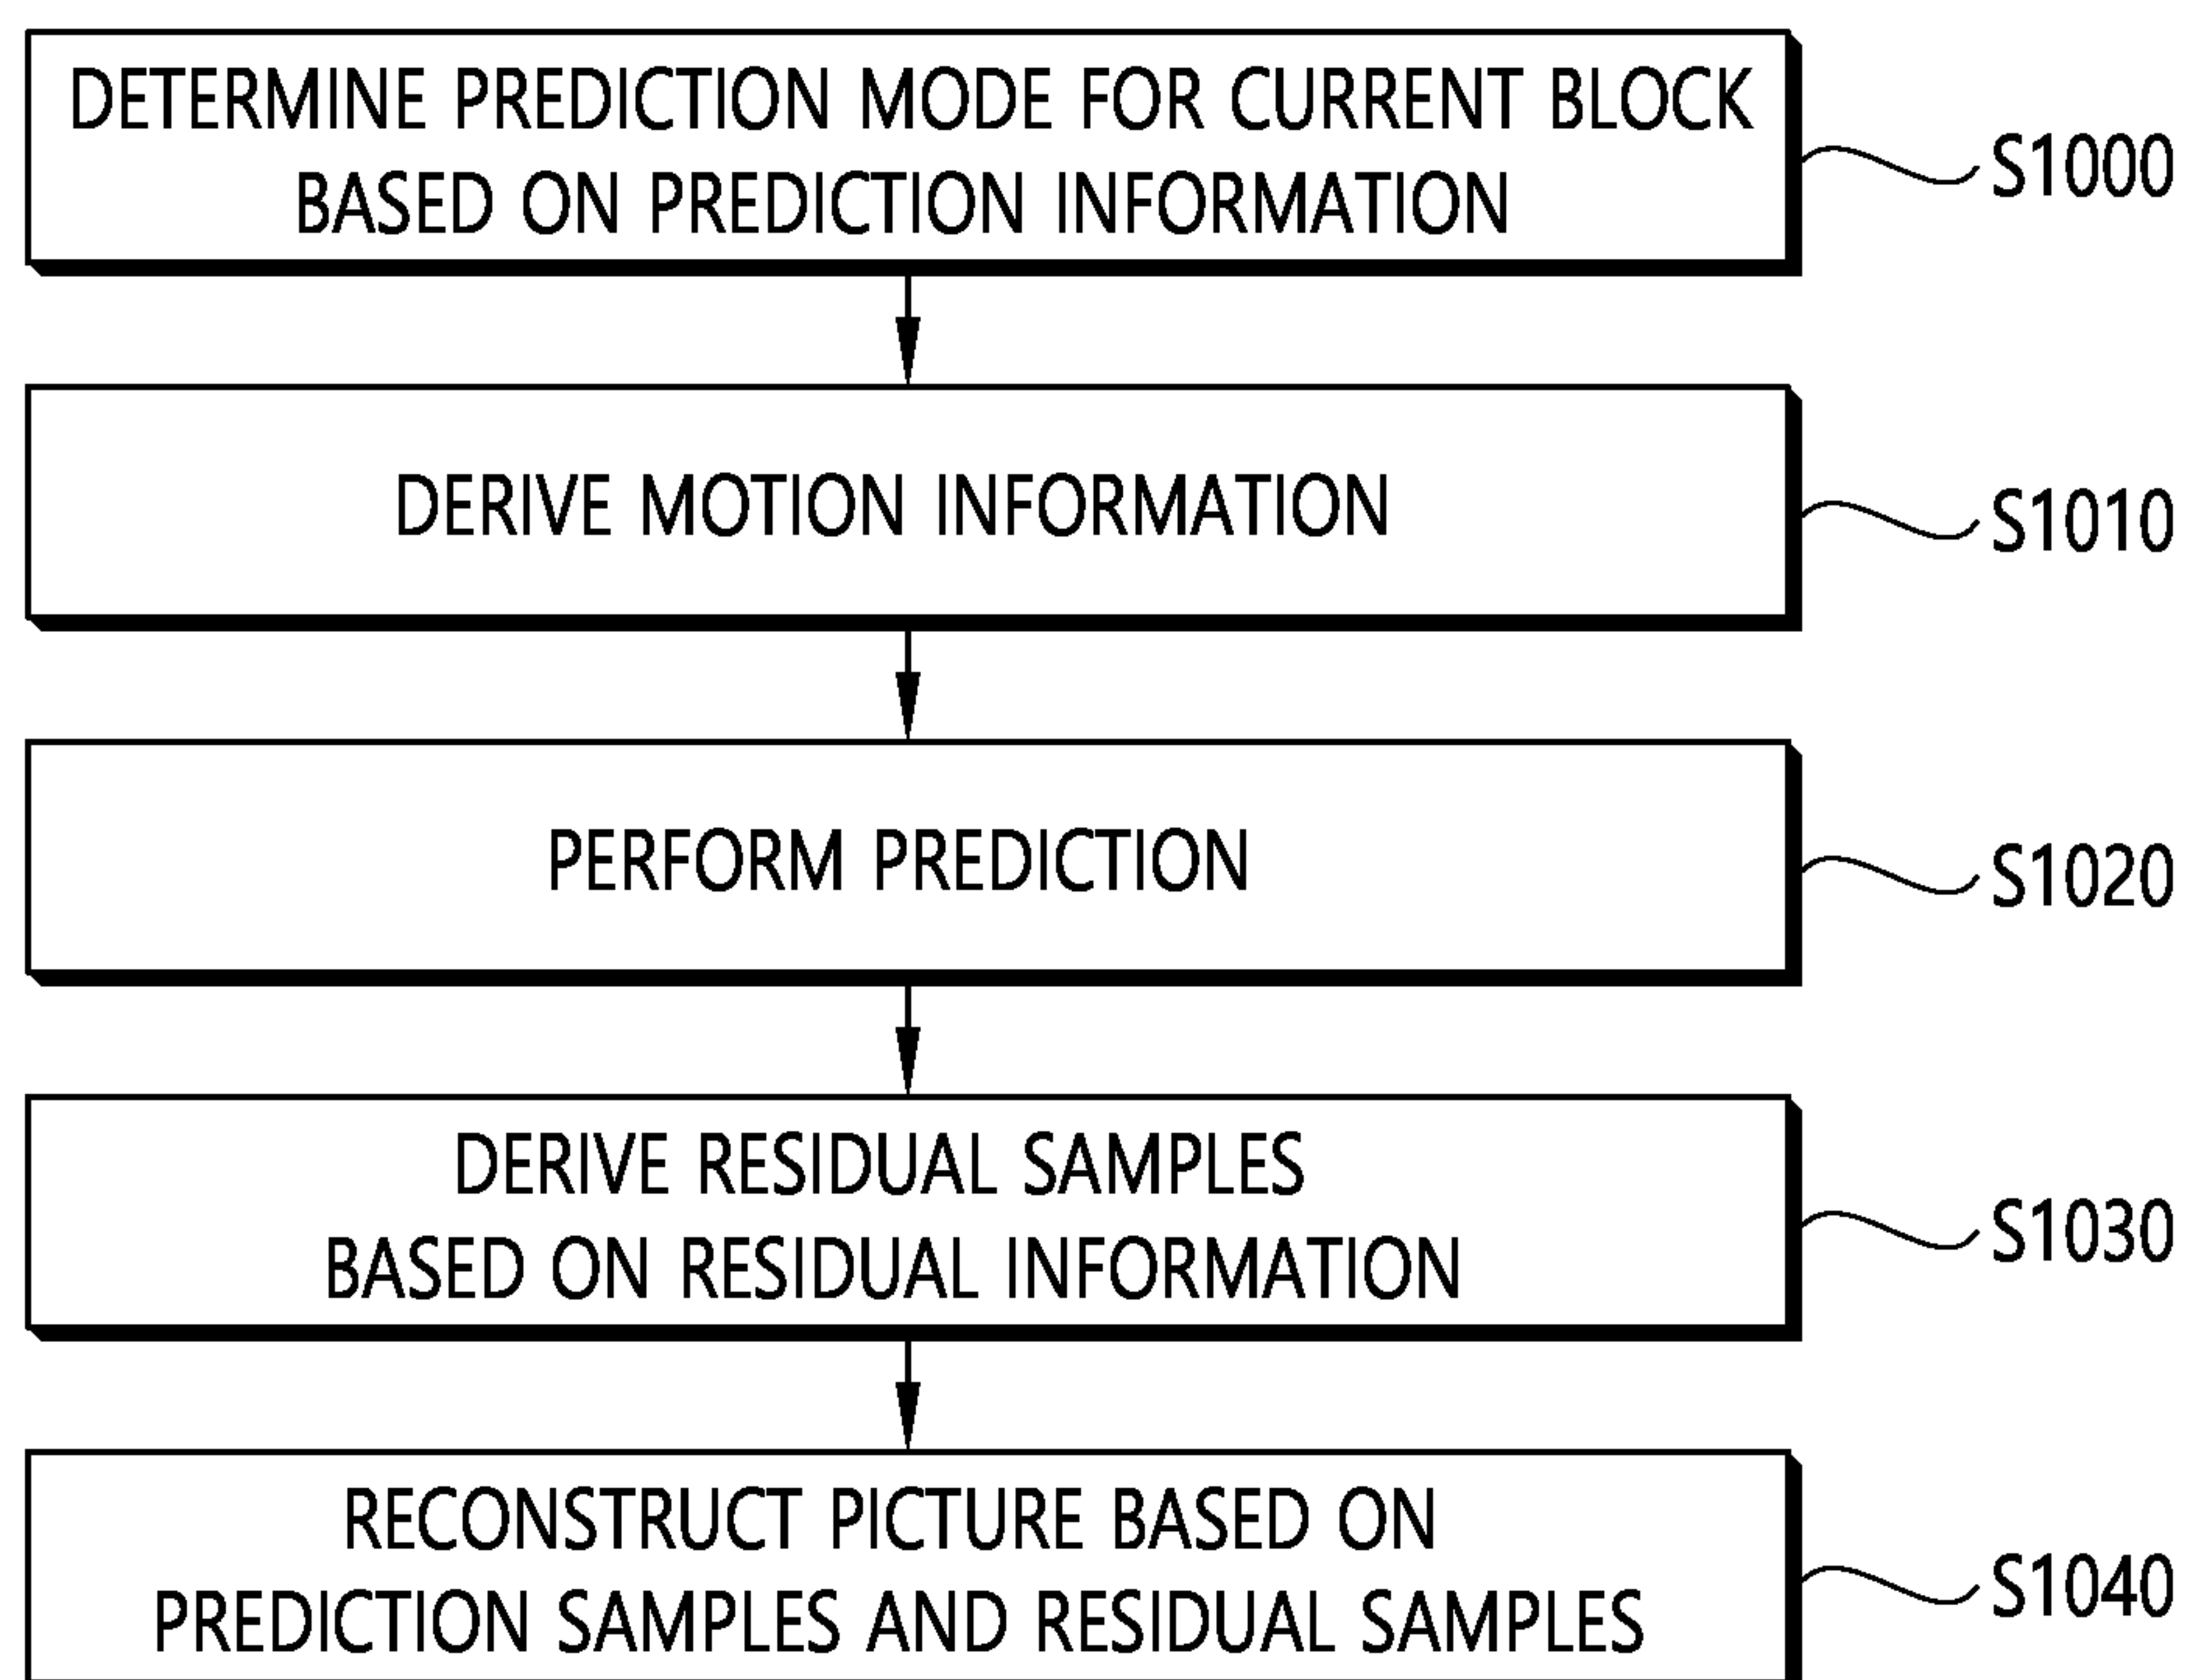 DETERMINE PREDICTION MODE FOR CURRENT BLOCK
BASED ON PREDICTION INFORMATION
S1000
DERIVE MOTION INFORMATION
S1010
PERFORM PREDICTION
S1020
DERIVE RESIDUAL SAMPLES
BASED ON RESIDUAL INFORMATION
S1030
RECONSTRUCT PICTURE BASED ON
PREDICTION SAMPLES AND RESIDUAL SAMPLES
S1040